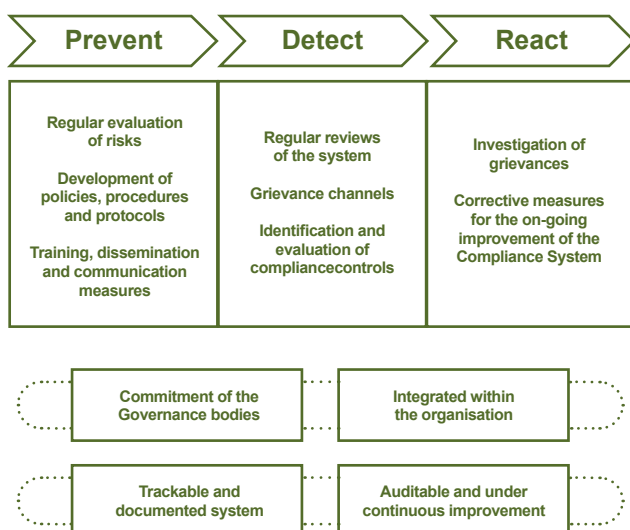 Prevent
Detect
React
Regular evaluation
of risks
Development of
policies, procedures
and protocols
Training, dissemination
and communication
measures
Regular reviews
of the system
Grievance channels
Identification and
evaluation of
compliancecontrols
Investigation of
grievances
Corrective measures
for the on-going
improvement of the
Compliance System
Commitment of the
Governance bodies
Integrated within
the organisation
Trackable and
documented system
Auditable and under
continuous improvement